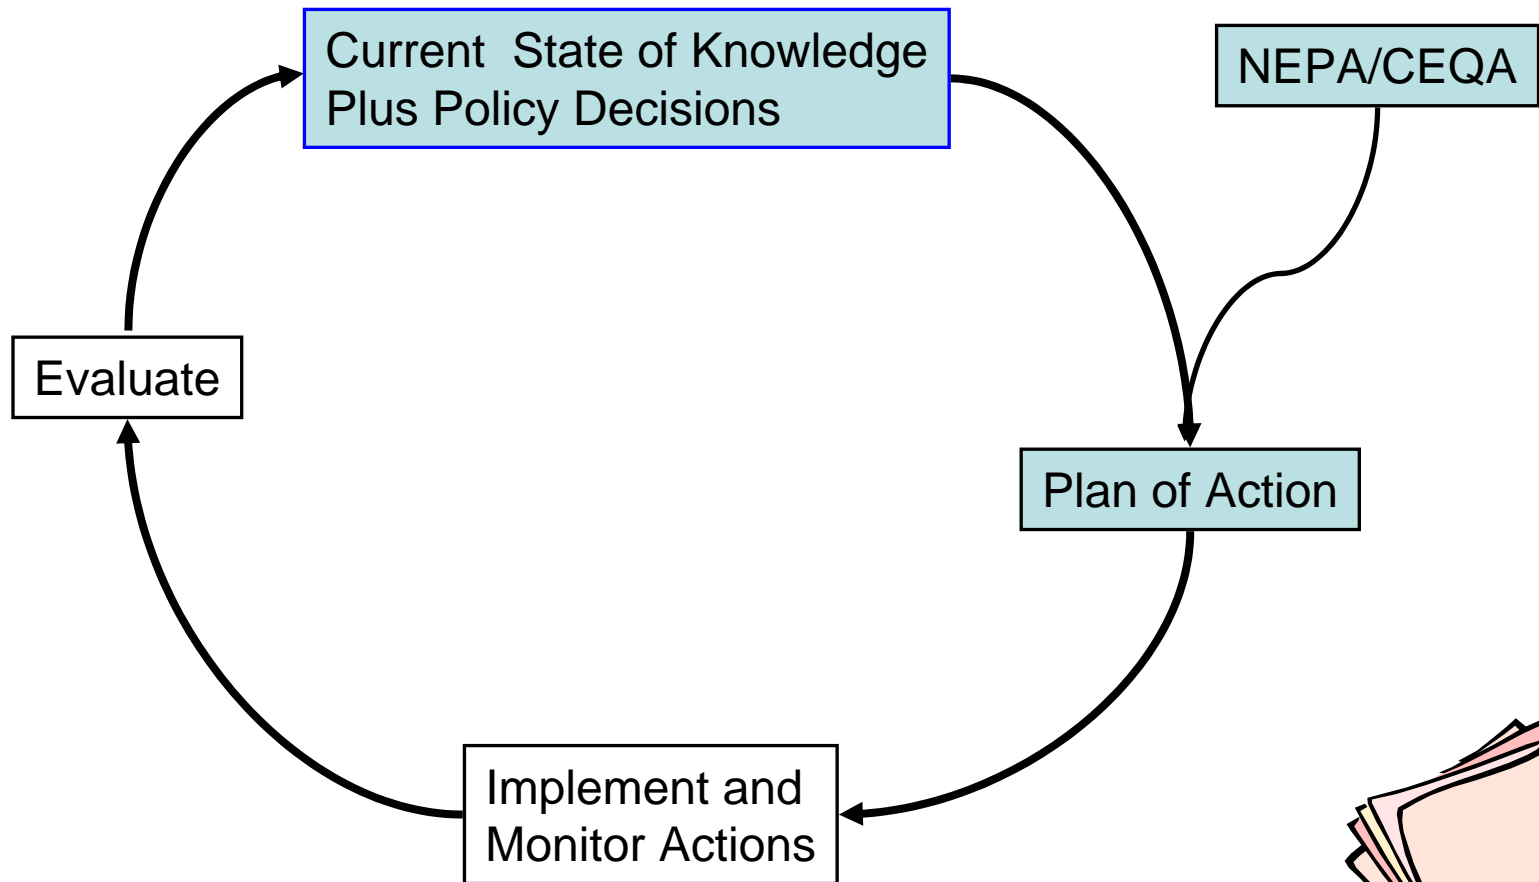 Current State of Knowledge
Plus Policy Decisions
NEPA/CEQA
Evaluate
Plan of Action
Implement and
Monitor Actions